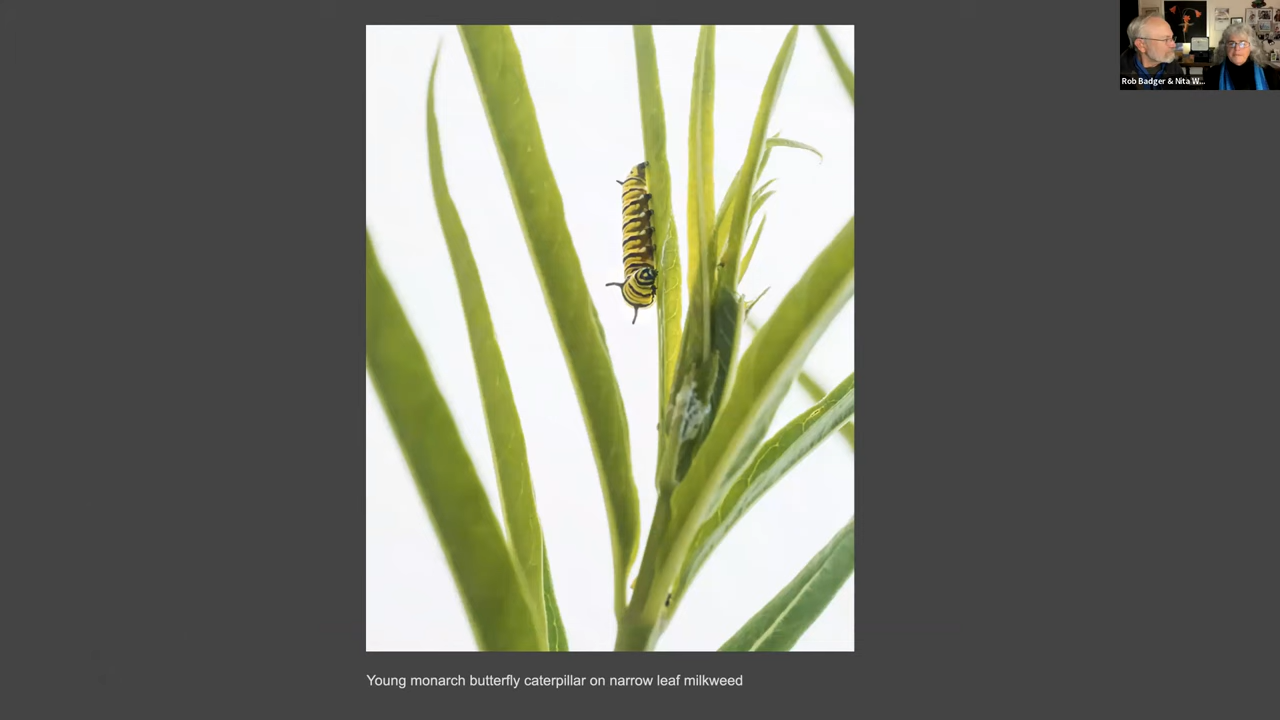 Rob Badger & Nita W...
Young monarch butterfly caterpillar on narrow leaf milkweed